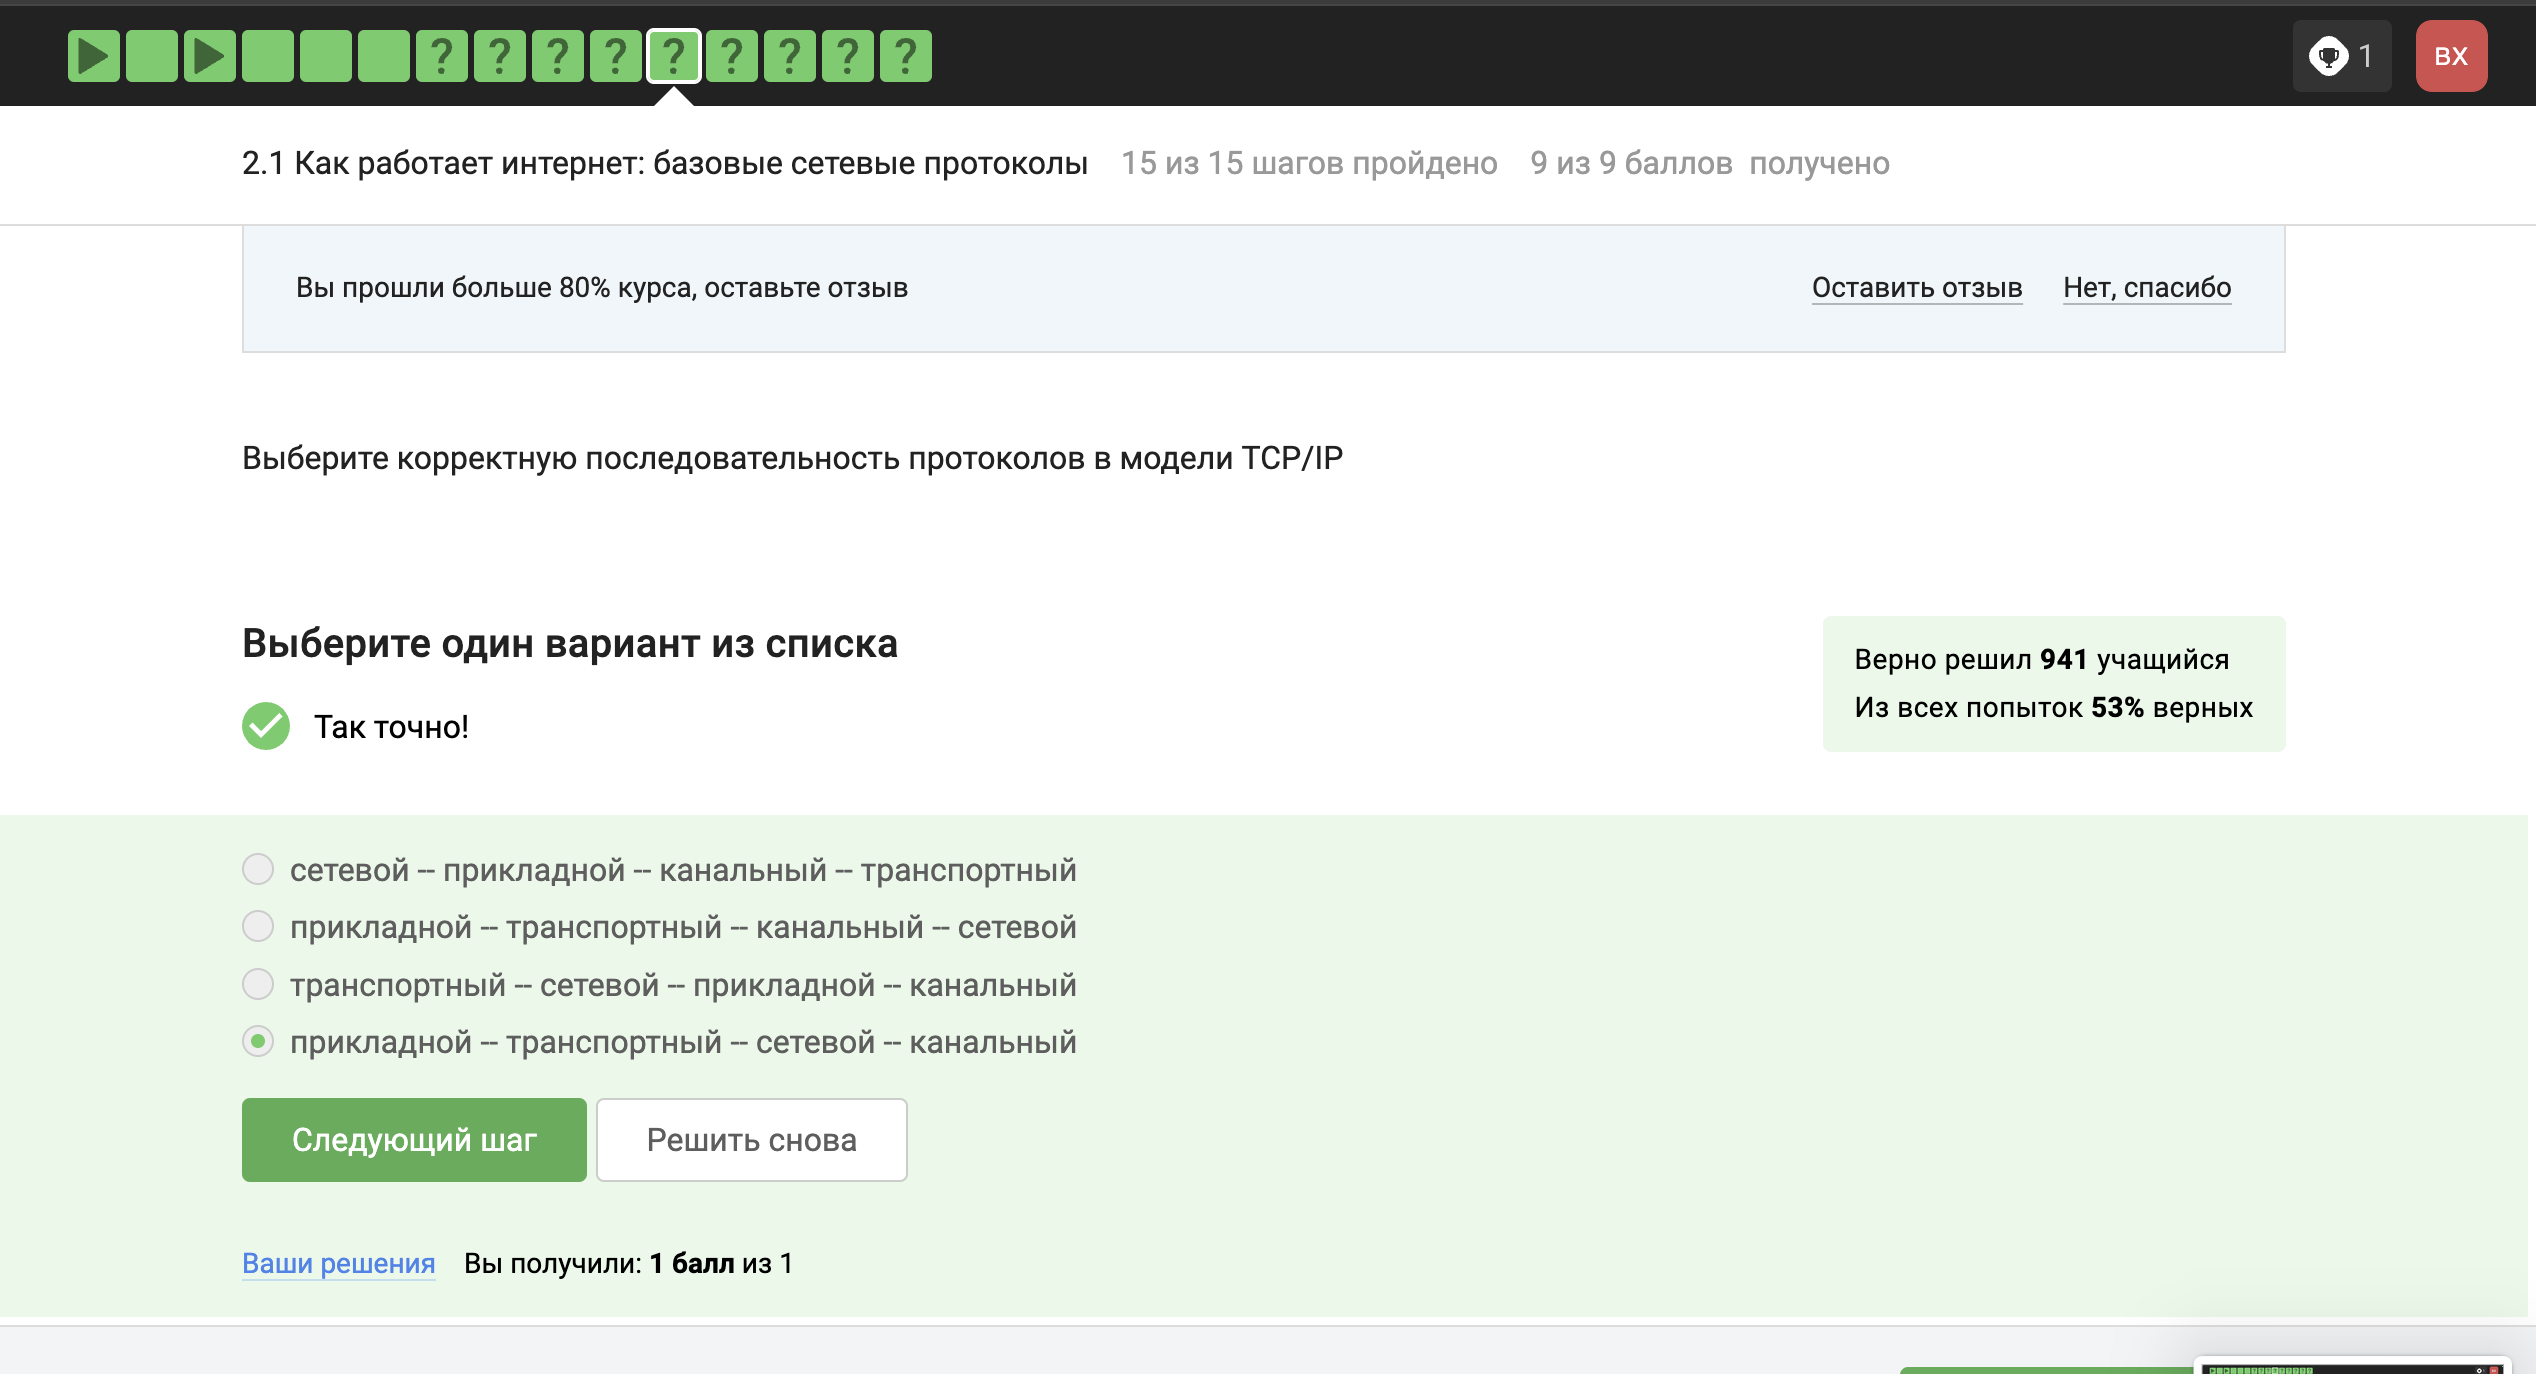 ? ? ? ? ? ? ? ? ?
1
ВХ
2.1 Как работает интернет: базовые сетевые протоколы 15 из 15 шагов пройдено 9 из 9 баллов получено
Вы прошли больше 80% курса, оставьте отзыв Оставить отзыв Нет, спасибо
Выберите корректную последовательность протоколов в модели TCP/IP
Выберите один вариант из списка
Верно решил 941 учащийся
Из всех попыток 53% верных
Так точно!
сетевой -- прикладной -- канальный -- транспортный
прикладной -- транспортный -- канальный -- сетевой
транспортный -- сетевой -- прикладной -- канальный
прикладной -- транспортный -- сетевой -- канальный
Следующий шаг Решить снова
Ваши решения Вы получили: 1 балл из 1